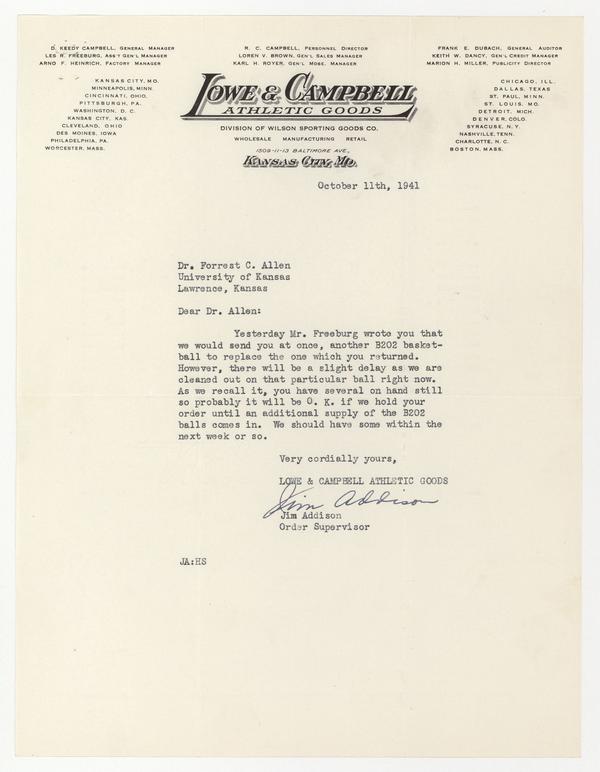 D. KEEDY CAMPBELL, GENERAL MANAGER
LES R. FREEBURG, ASS'T GEN'L MANAGER
ARNO F. HEINRICH, FACTORY MANAGER
R. C. CAMPBELL, PERSONNEL DIRECTOR
LOREN V. BROWN, GEN'L SALES MANAGER
KARL H. ROYER, GEN'L MDSE. MANAGER
FRANK E. DUBACH, GENERAL AUDITOR
KEITH W. DANCY, GEN'L CREDIT MANAGER
MARION H. MILLER, PUBLICITY DIRECTOR
KANSAS CITY, MO.
MINNEAPOLIS, MINN.
CINCINNATI, OHIO.
PITTSBURGH, PA.
WASHINGTON, D. C.
KANSAS CITY, KAS.
CLEVELAND, OHIO
DES MOINES, IOWA
PHILADELPHIA, PA.
WORCESTER, MASS.
LOWE & CAMPBELL
ATHLETIC GOODS
DIVISION OF WILSON SPORTING GOODS CO.
WHOLESALE MANUFACTURING RETAIL
1509-11-13 BALTIMORE AVE.,
KANSAS CITY, MO.
CHICAGO, ILL.
DALLAS, TEXAS
ST. PAUL, MINN.
ST. LOUIS, MO.
DETROIT, MICH.
DENVER, COLO.
SYRACUSE, N. Y.
NASHVILLE, TENN.
CHARLOTTE, N. C.
BOSTON, MASS.
October 11th, 1941
Dr. Forrest C. Allen
University of Kansas
Lawrence, Kansas
Dear Dr. Allen:
Yesterday Mr. Freeburg wrote you that
we would send you at once, another B202 basket-
ball to replace the one which you returned.
However, there will be a slight delay as we are
cleaned out on that particular ball right now.
As we recall it, you have several on hand still
so probably it will be O. K. if we hold your
order until an additional supply of the B202
balls comes in. We should have some within the
next week or so.
Very cordially yours,
LOWE & CAMPBELL ATHLETIC GOODS
Jim Addison
Jim Addison
Order Supervisor
JA:HS